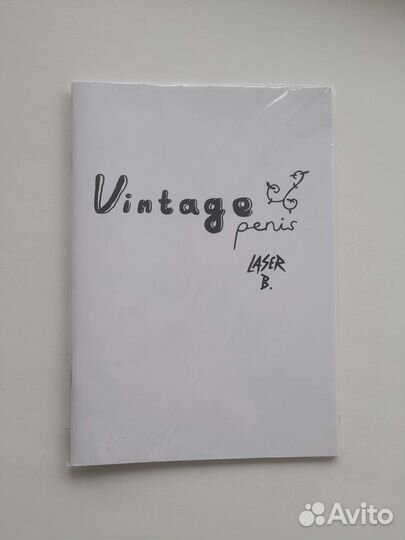 Vintage
penis
LASER
B.
Avito